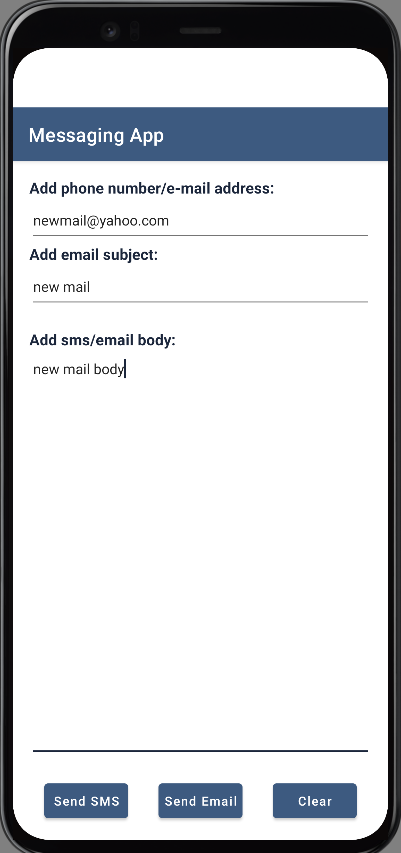 Messaging App
Add phone number/e-mail address:
newmail@yahoo.com
Add email subject:
new mail
Add sms/email body:
new mail body
Send SMS Send Email Clear